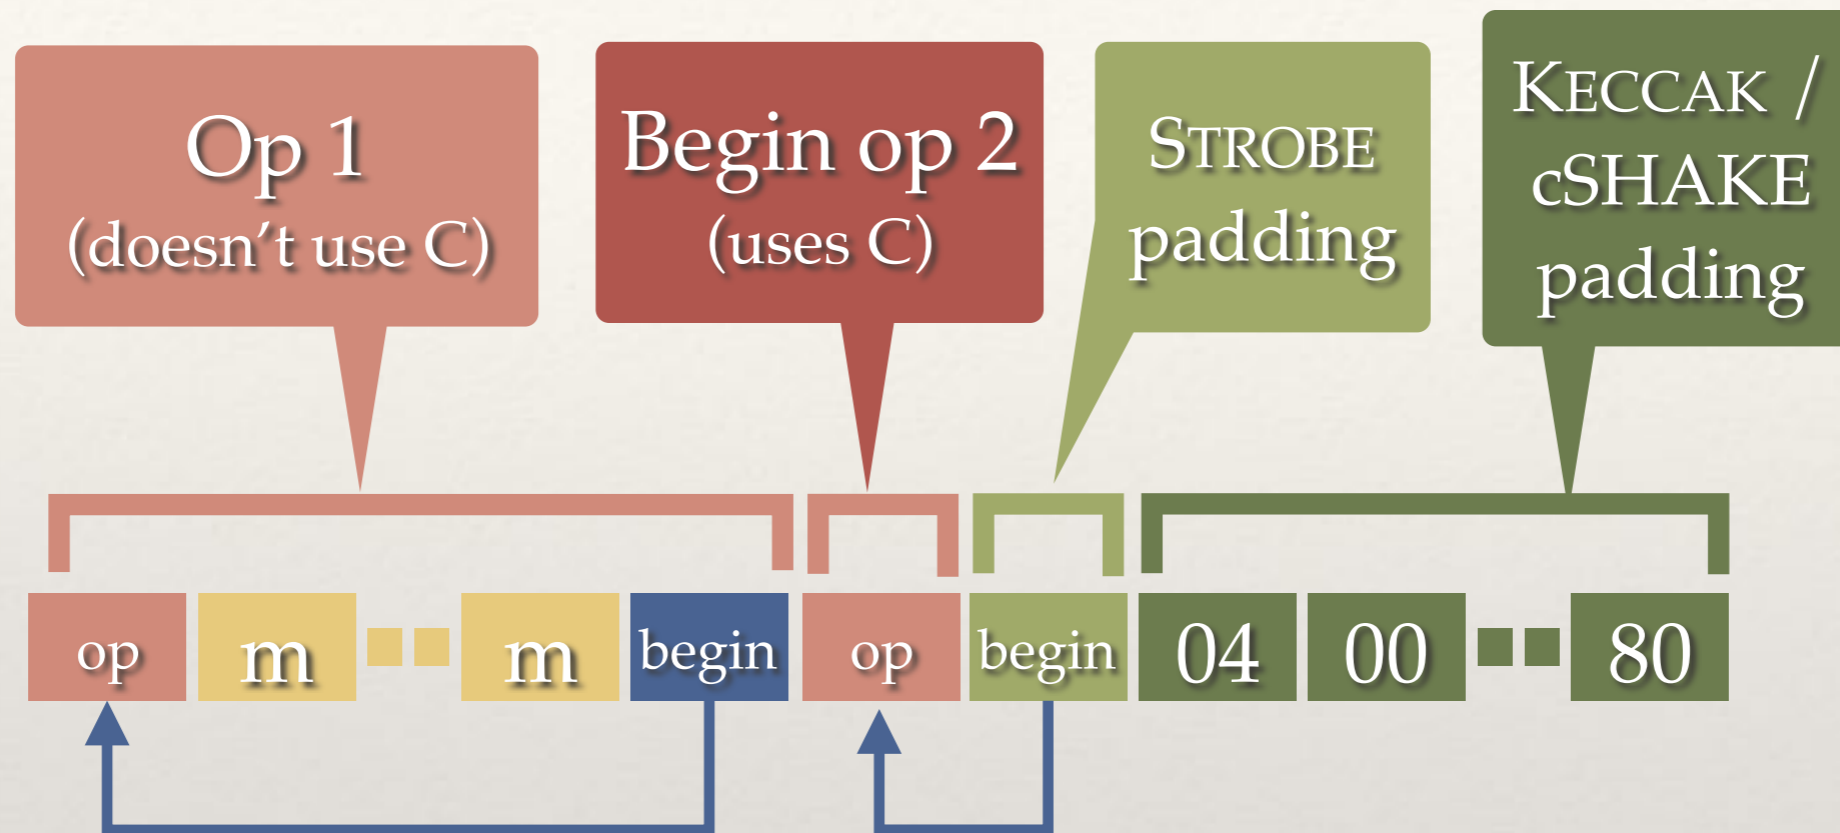 Op 1
(doesn’t use C)
Begin op 2
(uses C)
STROBE
padding
KECCAK /
cSHAKE
padding
op m m begin op begin 04 00 80